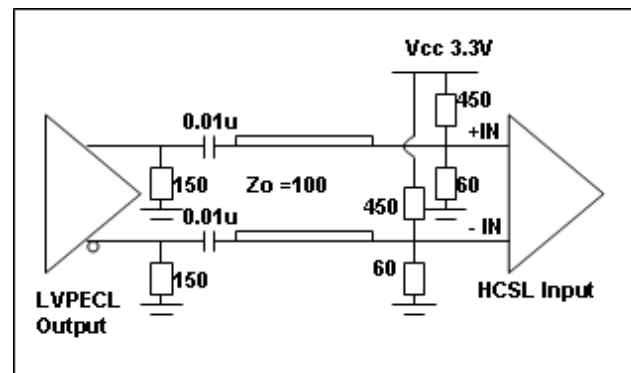 Vcc 3.3V
450
0.01u
+IN
150
Zo =100
60
450
0.01u
- IN
60
150
LVPECL
Output
HCSL Input